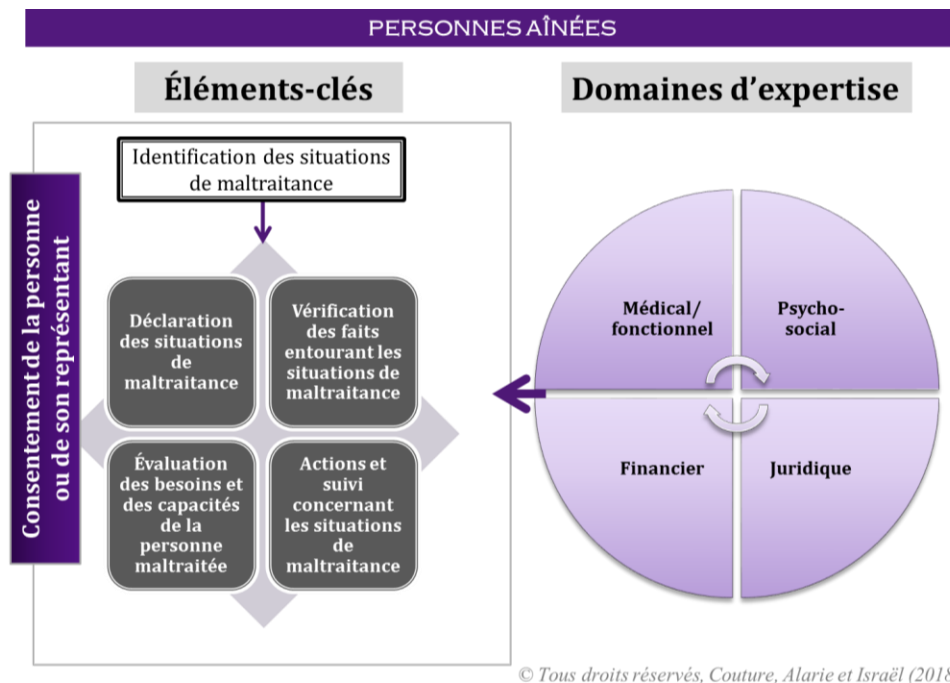 PERSONNES AÎNÉES
Éléments-clés
Domaines d'expertise
Consentement de la personne
ou de son représentant
Identification des situations
de maltraitance
Déclaration
des situations
de
maltraitance
Vérification
des faits
entourant les
situations de
maltraitance
Évaluation
des besoins et
des capacités
de la
personne
maltraitée
Actions et
suivi
concernant
les situations
de
maltraitance
Médical/
fonctionnel
Psycho-
social
Financier
Juridique
© Tous droits réservés, Couture, Alarie et Israël (2018